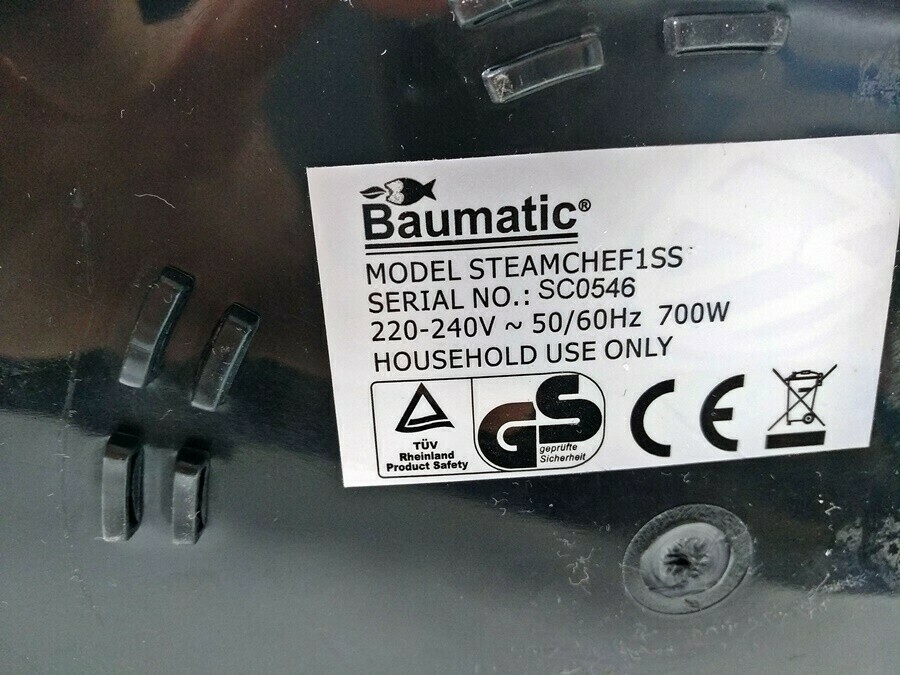 Baumatic®
MODEL STEAMCHEF1SS
SERIAL NO.: SC0546
220-240V ~ 50/60Hz 700W
HOUSEHOLD USE ONLY
TÜV
Rheinland
Product Safety
GS
geprüfte
Sicherheit
CE